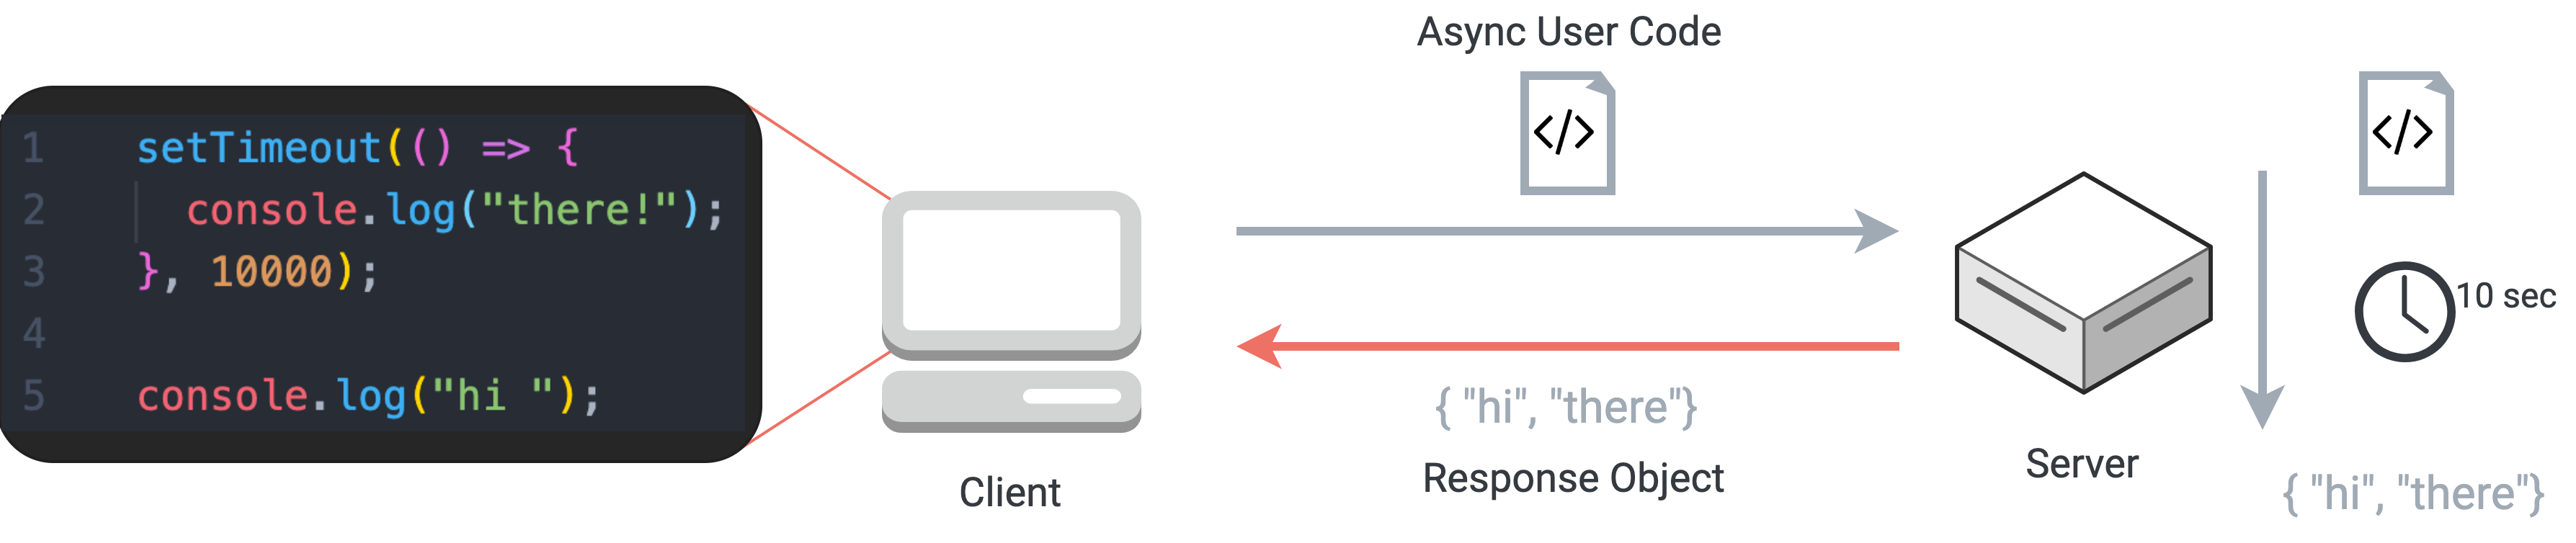 Async User Code
1 setTimeout(() => {
2 console.log("there!");
3 }, 10000);
4
5 console.log("hi ");
</>
</>
10 sec
{ "hi", "there"}
Response Object
Client
Server
{ "hi", "there"}